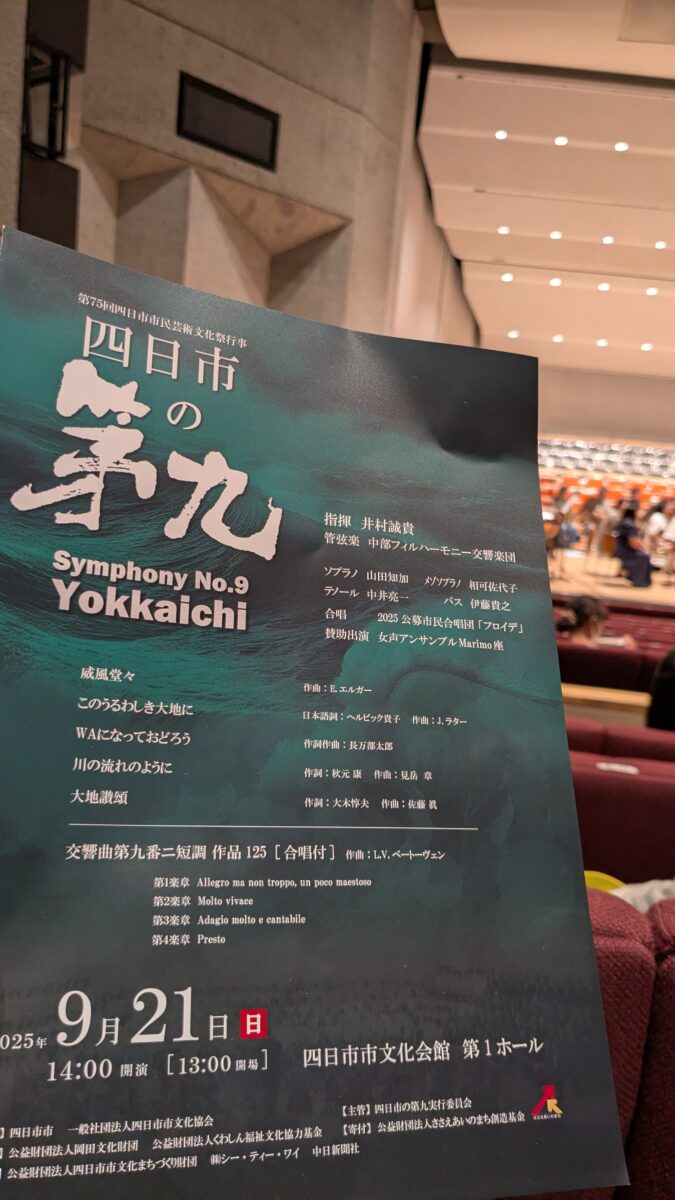 第75回四日市市民芸術文化祭行事
四日市の
第九
Symphony No.9
Yokkaichi
指揮 井村誠貴
管弦楽 中部フィルハーモニー交響楽団
ソプラノ 山田知加 メゾソプラノ 相可佐代子
テノール 中井亮一 バス 伊藤貴之
合唱 2025公募市民合唱団「フロイデ」
賛助出演 女声アンサンブルMarimo座
威風堂々 作曲：E.エルガー
このうるわしき大地に 日本語詞：ヘルビック貴子 作曲：J.ラター
WAになっておどろう 作詞作曲：長万部太郎
川の流れのように 作詞：秋元 康 作曲：見岳 章
大地讃頌 作詞：大木惇夫 作曲：佐藤 眞
交響曲第九番ニ短調 作品125［合唱付］ 作曲：L.V.ベートーヴェン
第1楽章 Allegro ma non troppo, un poco maestoso
第2楽章 Molto vivace
第3楽章 Adagio molto e cantabile
第4楽章 Presto
025年 9月21日 日
14:00 開演 ［13:00 開場］ 四日市市文化会館 第1ホール
】四日市市 一般社団法人四日市市文化協会 【主管】四日市の第九実行委員会
】公益財団法人岡田文化財団 公益財団法人くわしん福祉文化協力基金 【寄付】公益財団法人ささえあいのまち創造基金
公益財団法人四日市市文化まちづくり財団 ㈱シー・ティー・ワイ 中日新聞社